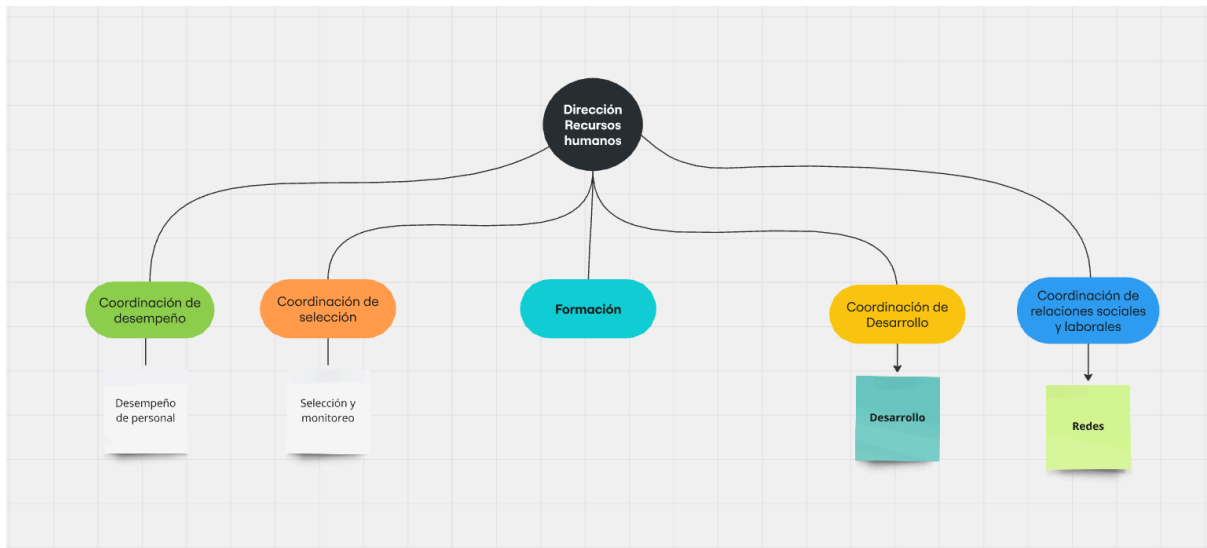 Dirección
Recursos
humanos
Coordinación de
desempeño
Coordinación de
selección
Formación
Coordinación de
Desarrollo
Coordinación de
relaciones sociales
y laborales
Desempeño
de personal
Selección y
monitoreo
Desarrollo
Redes